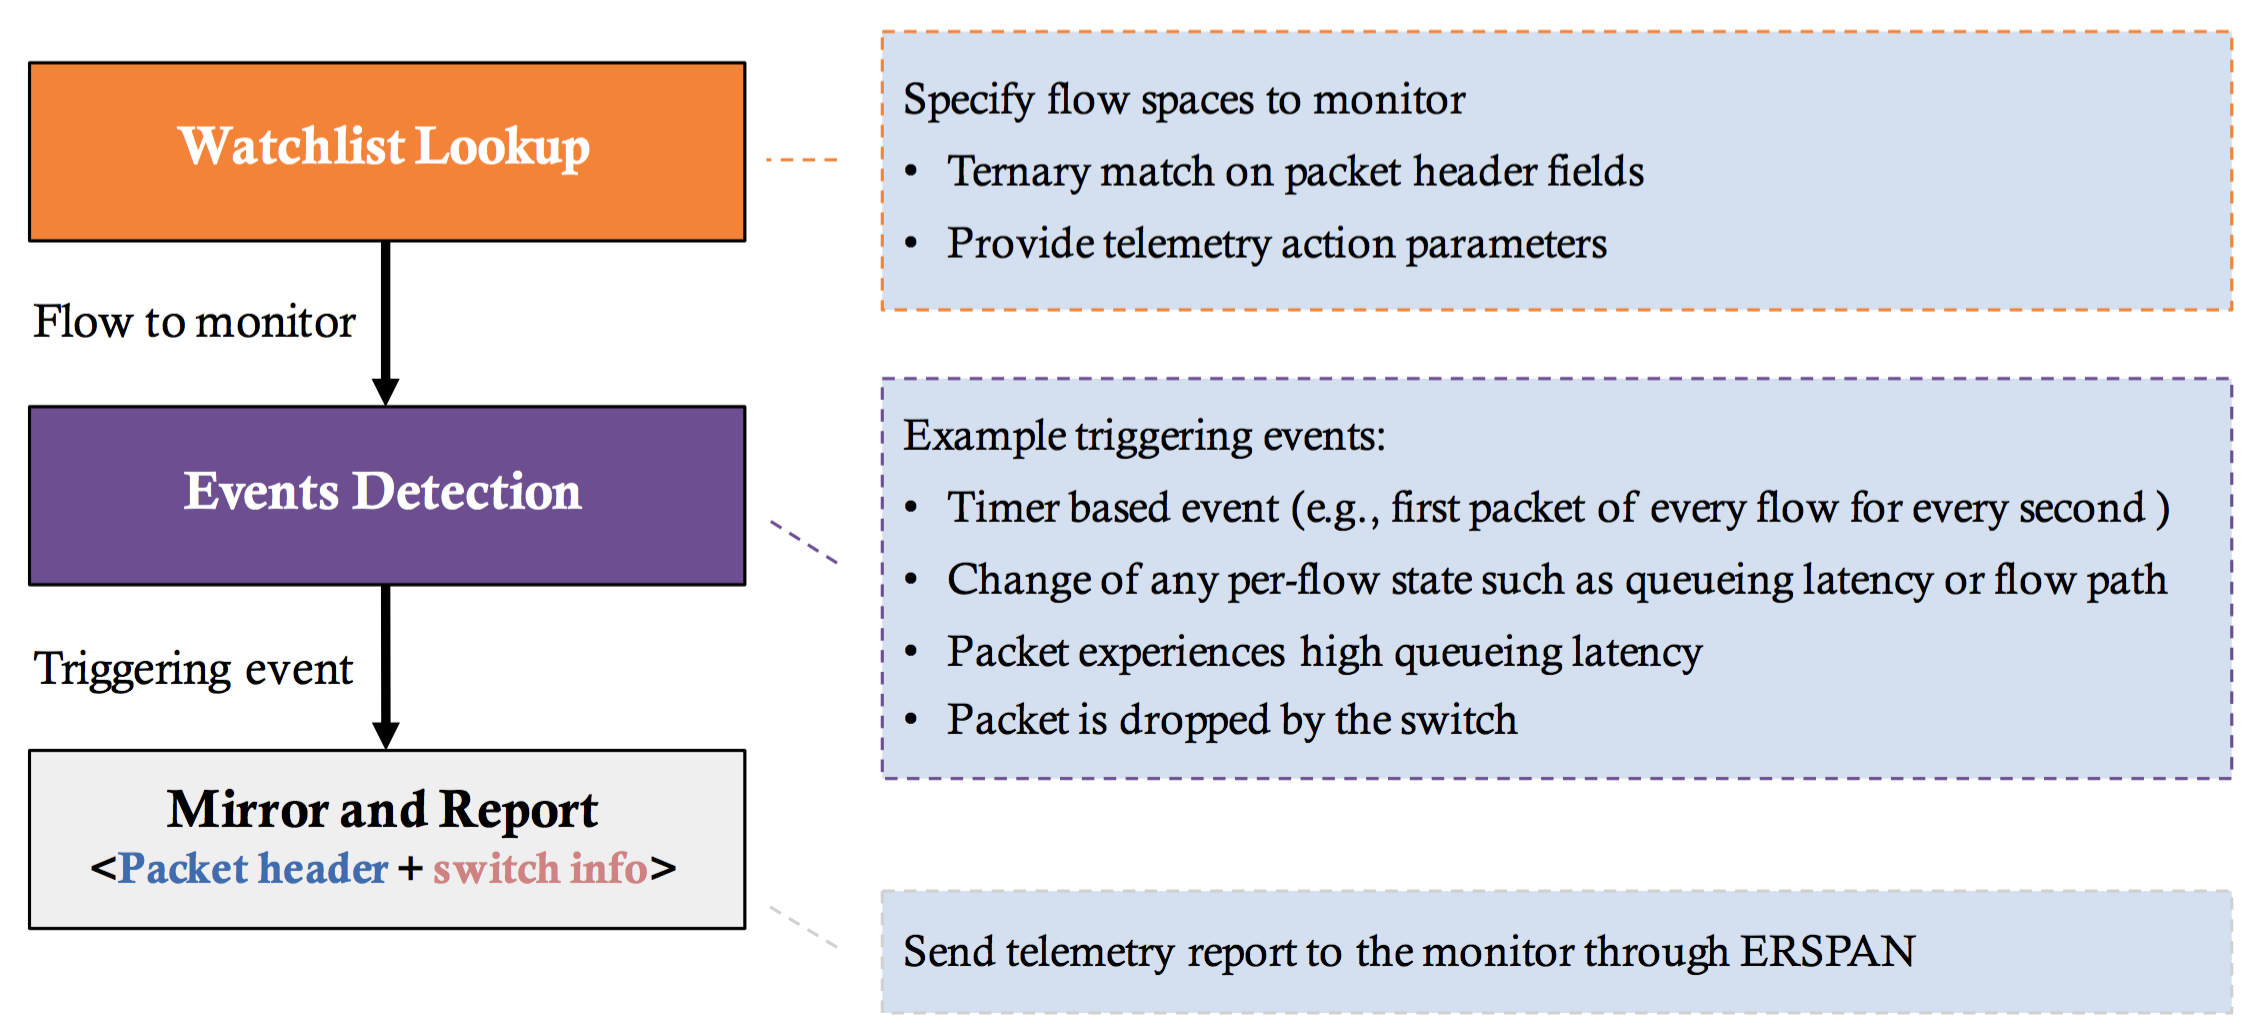 Watchlist Lookup
Specify flow spaces to monitor
• Ternary match on packet header fields
• Provide telemetry action parameters
Flow to monitor
Events Detection
Example triggering events:
• Timer based event (e.g., first packet of every flow for every second )
• Change of any per-flow state such as queueing latency or flow path
• Packet experiences high queueing latency
• Packet is dropped by the switch
Triggering event
Mirror and Report
<Packet header + switch info>
Send telemetry report to the monitor through ERSPAN